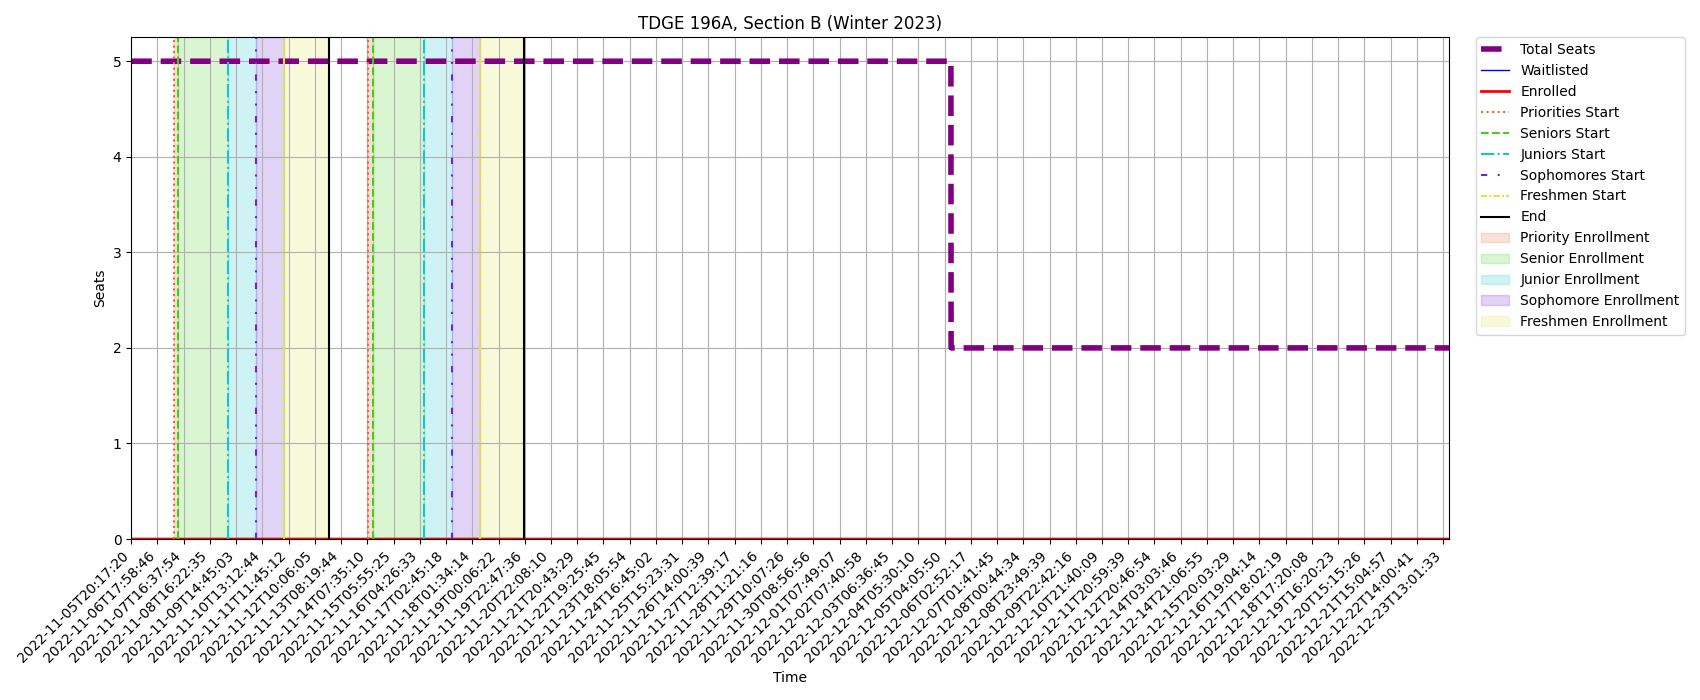 TDGE 196A, Section B (Winter 2023)
Seats
5
4
3
2
1
0
2022-11-05T20:17:20
2022-11-06T17:58:46
2022-11-07T16:37:54
2022-11-08T16:22:35
2022-11-09T14:45:03
2022-11-10T13:12:44
2022-11-11T11:45:12
2022-11-12T10:06:05
2022-11-13T08:19:44
2022-11-14T07:35:10
2022-11-15T05:55:25
2022-11-16T04:26:33
2022-11-17T02:45:18
2022-11-18T01:34:14
2022-11-19T00:06:22
2022-11-19T22:47:36
2022-11-20T22:08:10
2022-11-21T20:43:29
2022-11-22T19:25:45
2022-11-23T18:05:54
2022-11-24T16:45:02
2022-11-25T15:23:31
2022-11-26T14:00:39
2022-11-27T12:39:17
2022-11-28T11:21:16
2022-11-29T10:07:26
2022-11-30T08:56:56
2022-12-01T07:49:07
2022-12-02T07:40:58
2022-12-03T06:36:45
2022-12-04T05:30:10
2022-12-05T04:05:50
2022-12-06T02:52:17
2022-12-07T01:41:45
2022-12-08T00:44:34
2022-12-08T23:49:39
2022-12-09T22:42:16
2022-12-10T21:40:09
2022-12-11T20:59:39
2022-12-12T20:46:54
2022-12-14T03:03:46
2022-12-14T21:06:55
2022-12-15T20:03:29
2022-12-16T19:04:14
2022-12-17T18:02:19
2022-12-18T17:20:08
2022-12-19T16:20:23
2022-12-20T15:15:26
2022-12-21T15:04:57
2022-12-22T14:00:41
2022-12-23T13:01:33
Time
Total Seats
Waitlisted
Enrolled
Priorities Start
Seniors Start
Juniors Start
Sophomores Start
Freshmen Start
End
Priority Enrollment
Senior Enrollment
Junior Enrollment
Sophomore Enrollment
Freshmen Enrollment